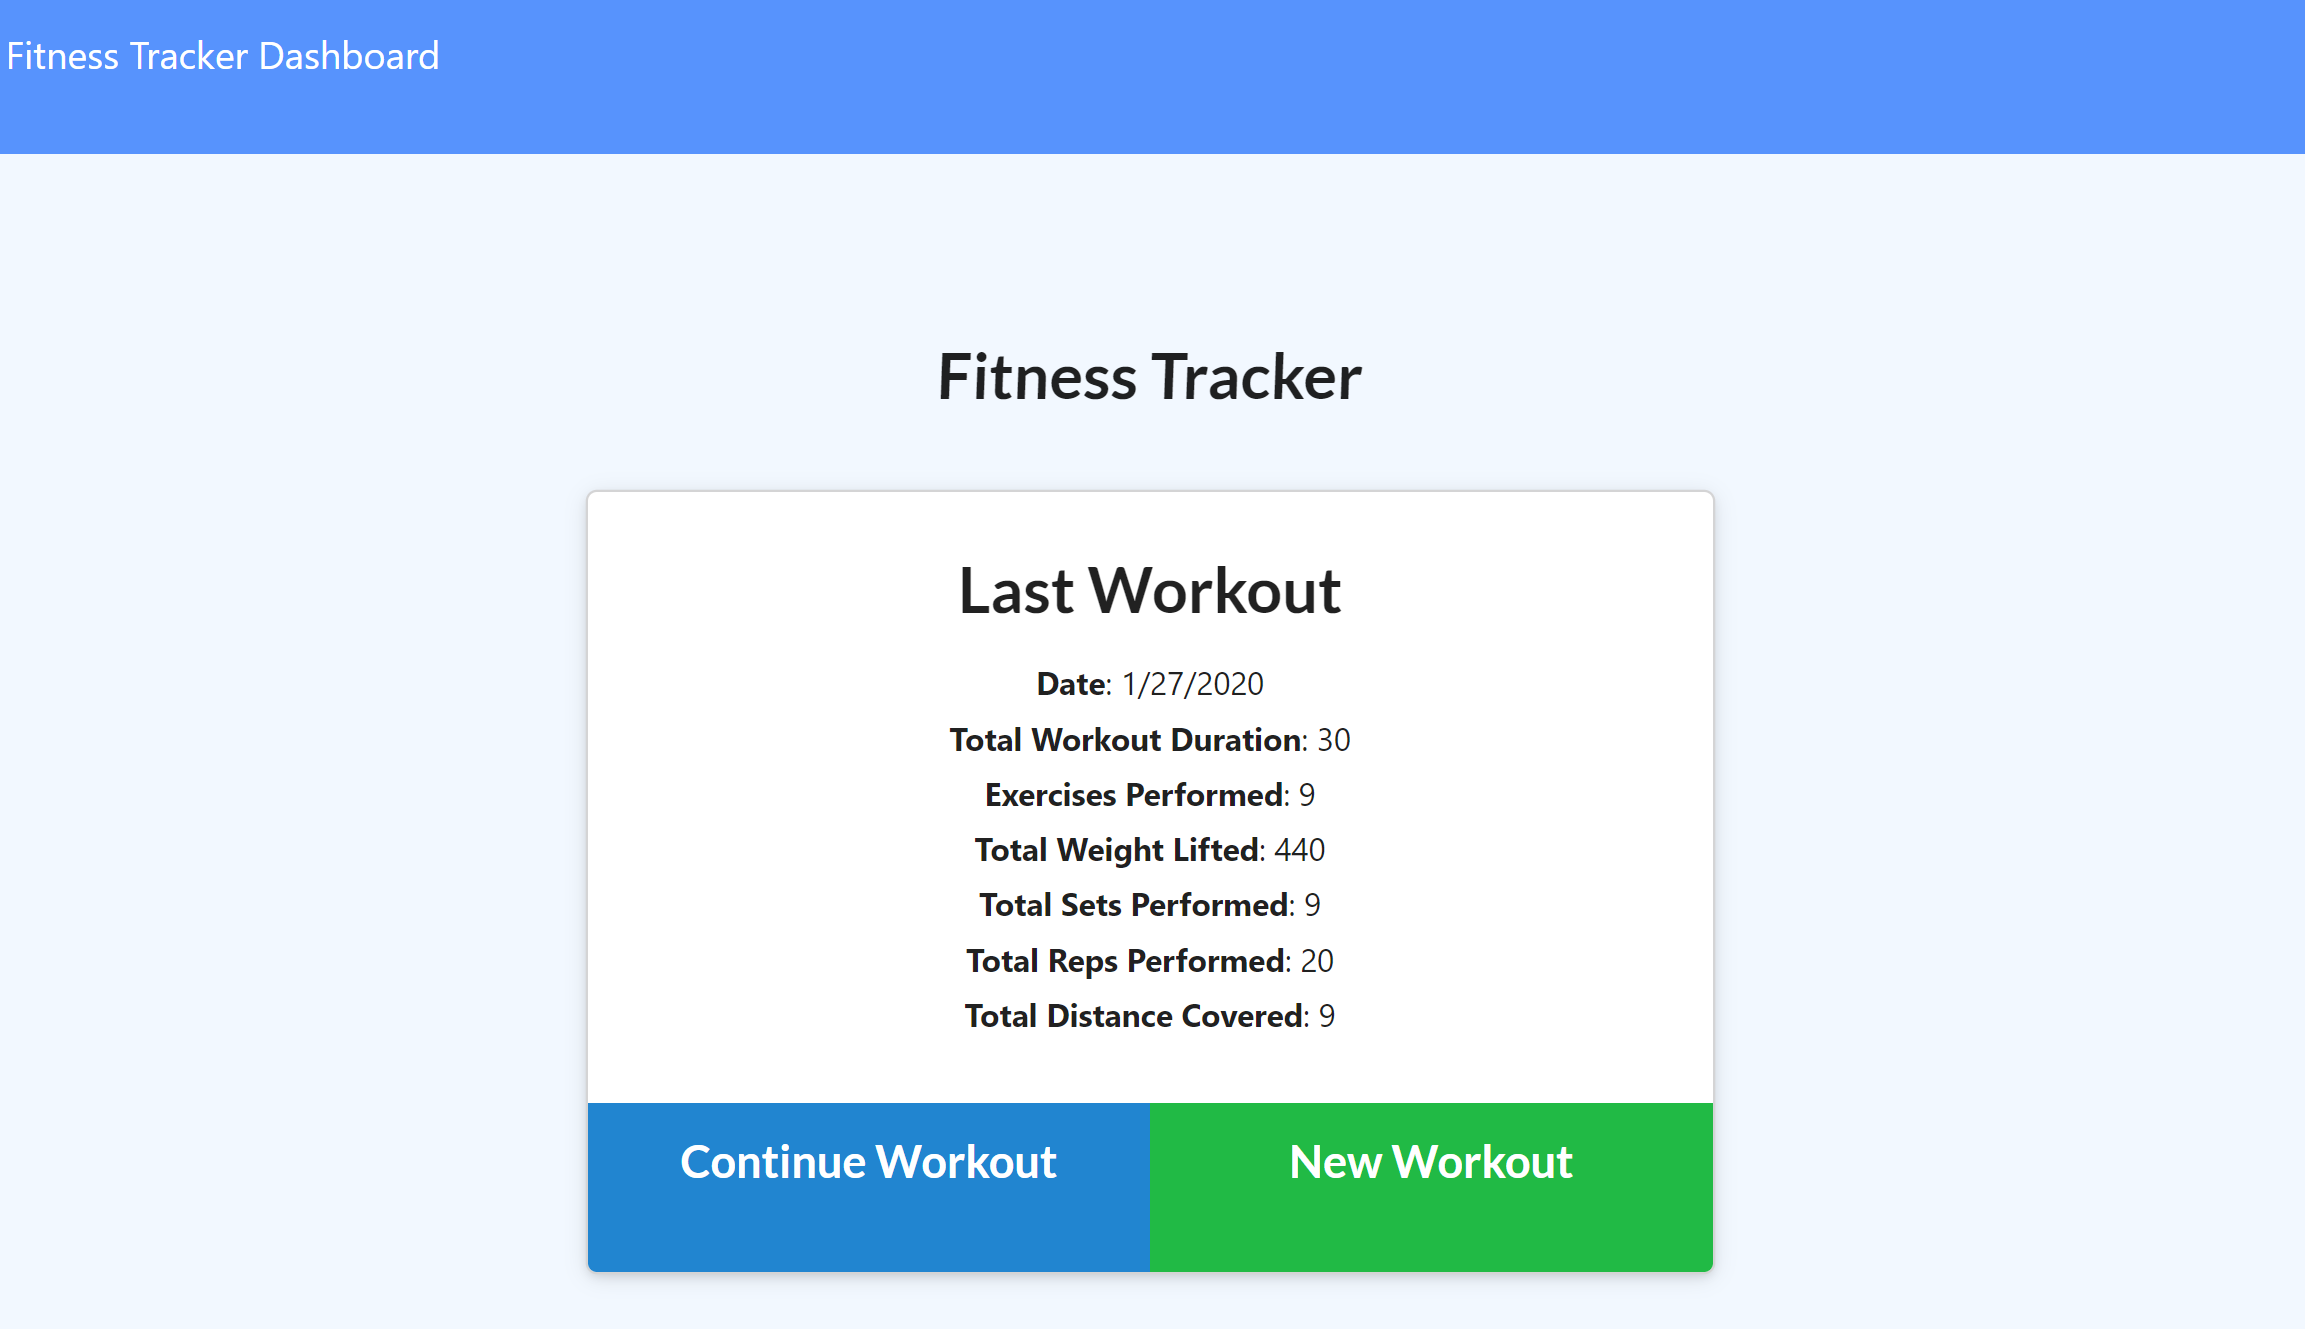 Fitness Tracker Dashboard
Fitness Tracker
Last Workout
Date: 1/27/2020
Total Workout Duration: 30
Exercises Performed: 9
Total Weight Lifted: 440
Total Sets Performed: 9
Total Reps Performed: 20
Total Distance Covered: 9
Continue Workout New Workout